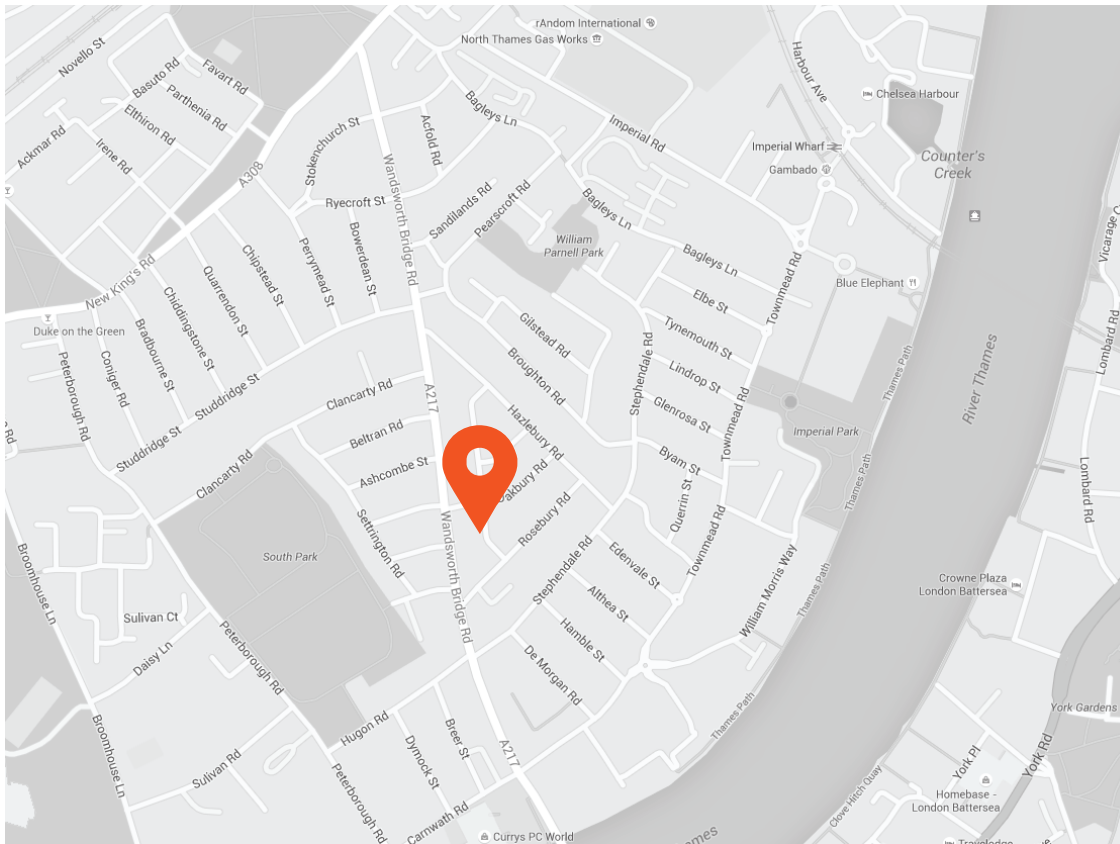 rAndom International
North Thames Gas Works
Novello St
Favart Rd
Basuto Rd
Parthenia Rd
Elthiron Rd
Ackmar Rd
Irene Rd
A308
Stokenchurch St
Acfold Rd
Bagleys Ln
Imperial Rd
Harbour Ave
Chelsea Harbour
Imperial Wharf
Gambado
Counter's
Creek
Wandsworth Bridge Rd
Ryecroft St
Sandilands Rd
Pearscroft Rd
Bagleys Ln
William
Parnell Park
Bagleys Ln
Townmead Rd
Blue Elephant
Vicarage C
Lombard Rd
New King's Rd
Duke on the Green
Bowerdean St
Perrymead St
Chipstead St
Quarrendon St
Chiddingstone St
Bradbourne St
Coniger Rd
Peterborough Rd
Studdridge St
Studdridge St
Elbe St
Tynemouth St
Lindrop St
Glenrosa St
Byam St
Gilstead Rd
Broughton Rd
Stephendale Rd
Townmead Rd
Thames Path
River Thames
Imperial Park
Thames Path
Clancarty Rd
A217
Beltran Rd
Ashcombe St
Clancarty Rd
Hazlebury Rd
Oakbury Rd
Rosebury Rd
Querrin St
Townmead Rd
Lombard Rd
South Park
Settrington Rd
Wandsworth Bridge Rd
Stephendale Rd
Edenvale St
Althea St
Hamble St
De Morgan Rd
William Morris Way
Thames Path
Crowne Plaza
London Battersea
Broomhouse Ln
Sulivan Ct
Daisy Ln
Peterborough Rd
Hugon Rd
Breer St
Dymock St
A217
Thames Path
York Gardens
York Rd
York Pl
Broomhouse Ln
Sulivan Rd
Peterborough Rd
Carnwath Rd
Currys PC World
Clove Hitch Quay
Homebase -
London Battersea
Travelodge